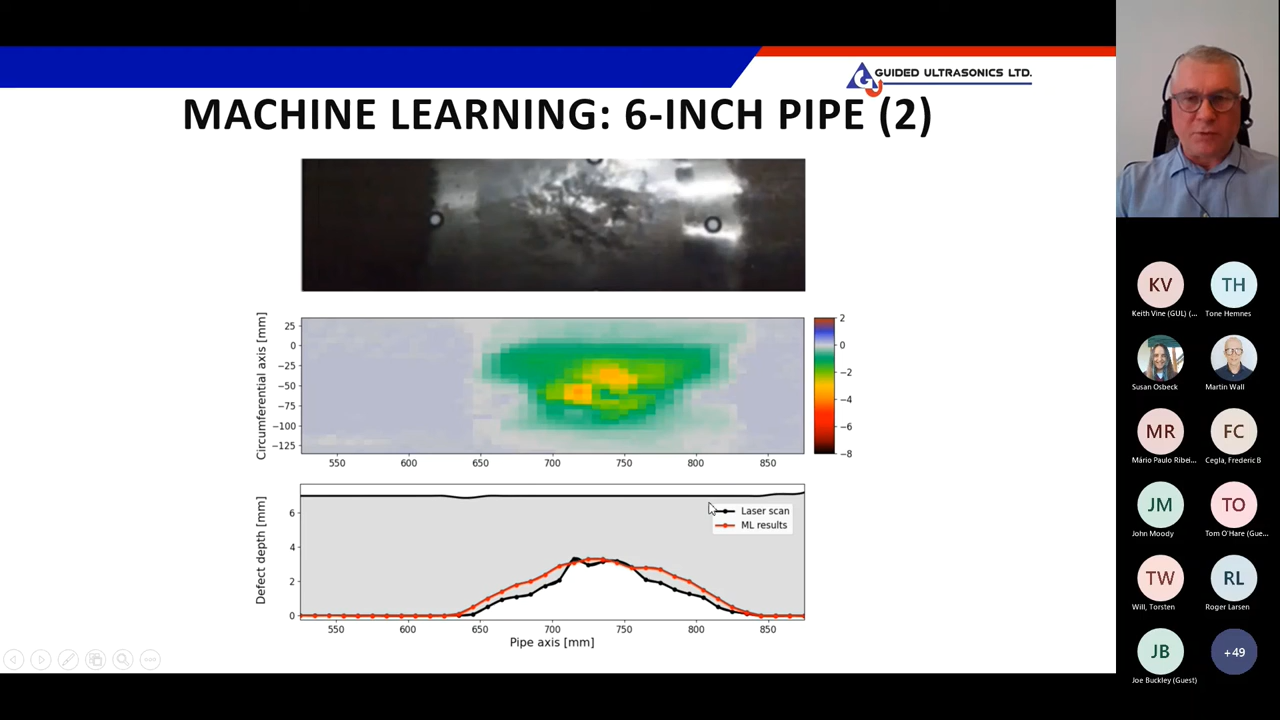 GUIDED ULTRASONICS LTD.
MACHINE LEARNING: 6-INCH PIPE (2)
Circumferential axis [mm]
25
0
−25
−50
−75
−100
−125
550
600
650
700
750
800
850
2
0
−2
−4
−6
−8
Defect depth [mm]
6
4
2
0
Laser scan
ML results
550
600
650
700
750
800
850
Pipe axis [mm]
KV
Keith Vine (GUL) (...
TH
Tone Hemnes
Susan Osbeck
Martin Wall
MR
Mário Paulo Ribei...
FC
Cegla, Frederic B
JM
John Moody
TO
Tom O'Hare (Gue...
TW
Will, Torsten
RL
Roger Larsen
JB
Joe Buckley (Guest)
+49